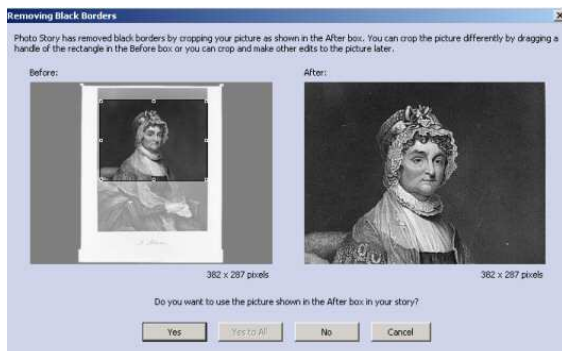 Removing Black Borders
Photo Story has removed black borders by cropping your picture as shown in the After box. You can crop the picture differently by dragging a
handle of the rectangle in the Before box or you can crop and make other edits to the picture later.
Before:
After:
382 x 287 pixels
382 x 287 pixels
Do you want to use the picture shown in the After box in your story?
Yes
Yes to All
No
Cancel